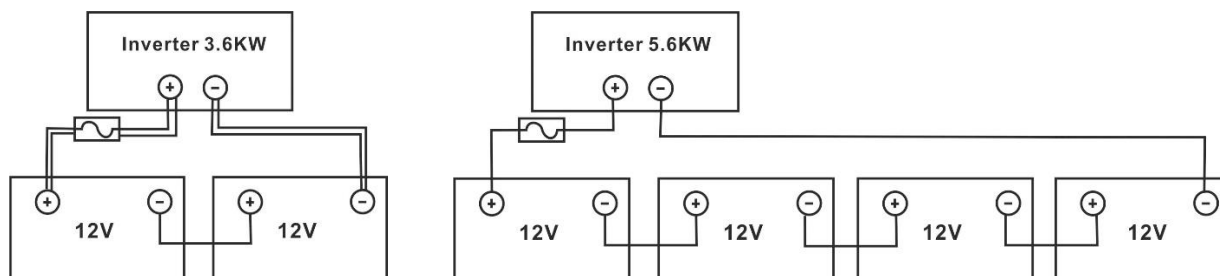 Inverter 3.6KW
+ −
+ − + −
12V 12V
Inverter 5.6KW
+ −
+ − + − + − + −
12V 12V 12V 12V